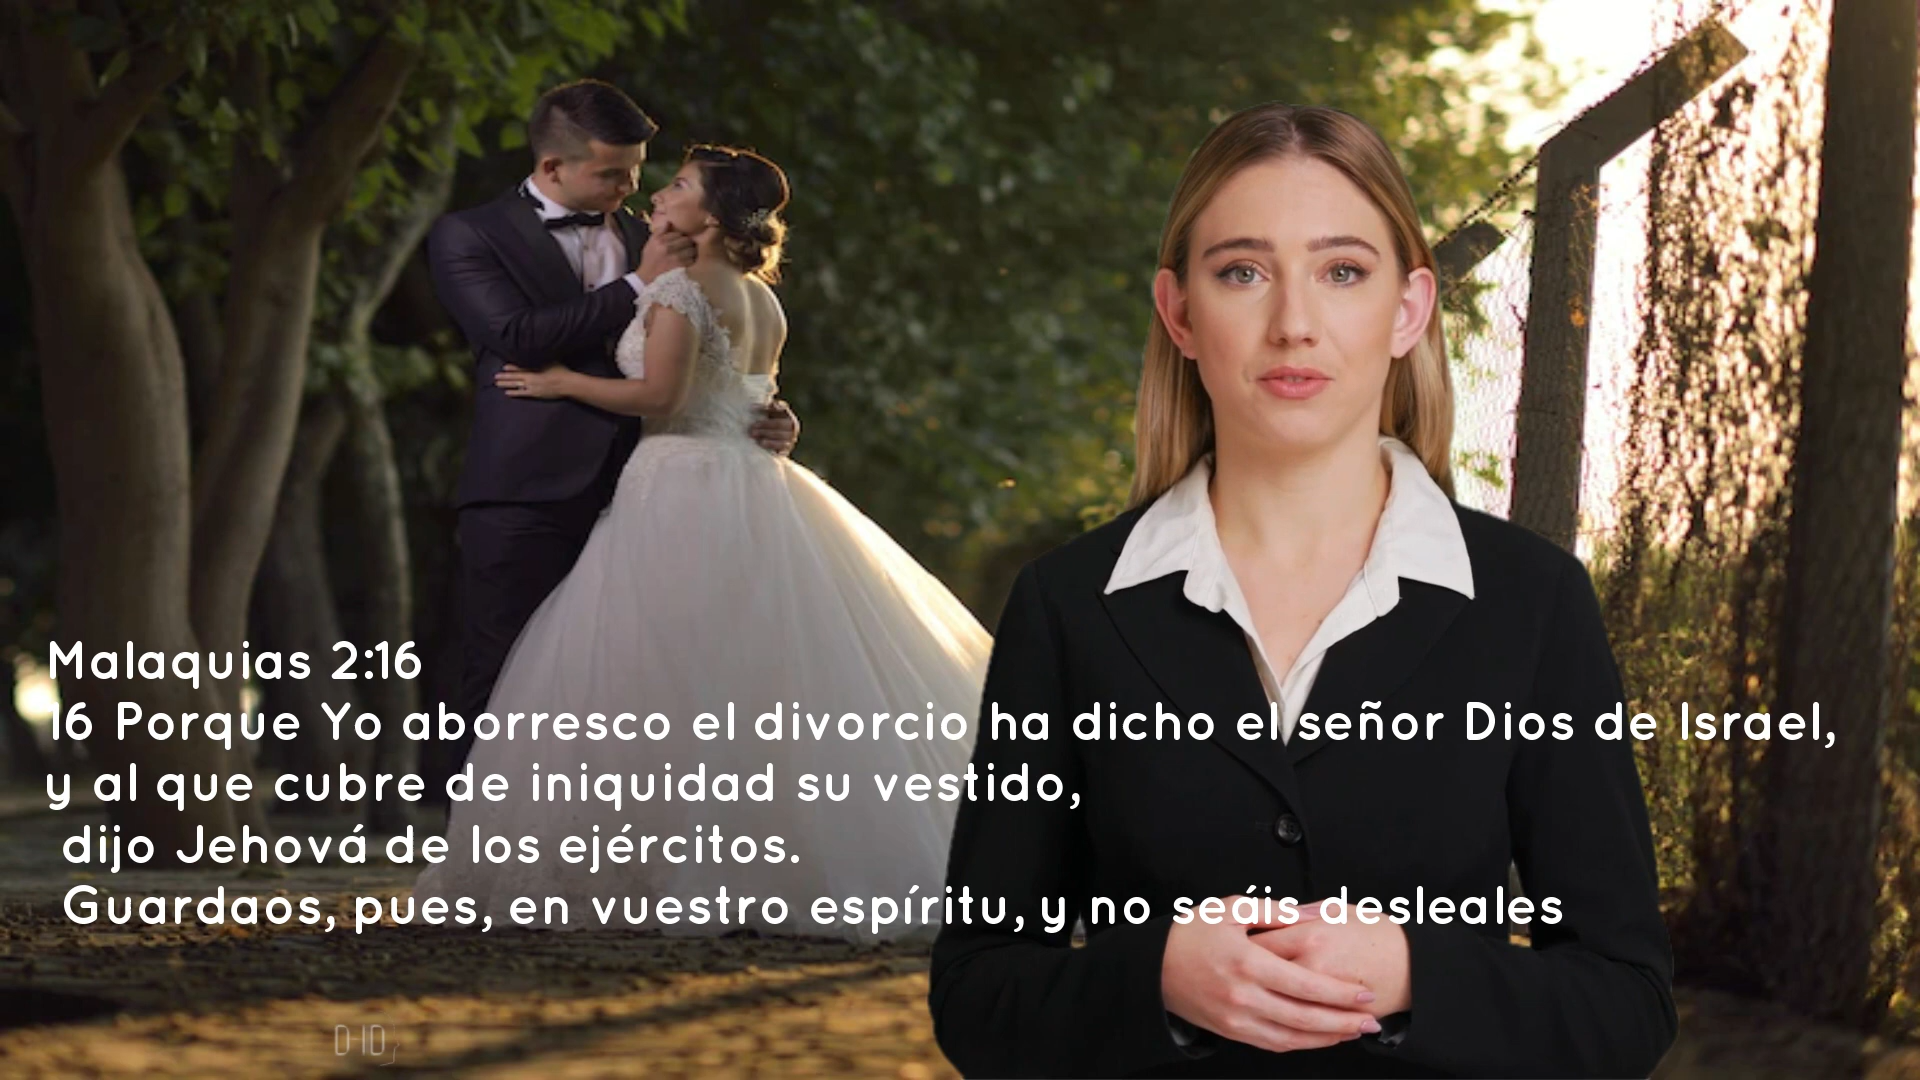 Malaquias 2:16
16 Porque Yo aborresco el divorcio ha dicho el señor Dios de Israel,
y al que cubre de iniquidad su vestido,
dijo Jehová de los ejércitos.
Guardaos, pues, en vuestro espíritu, y no seáis desleales
D-ID